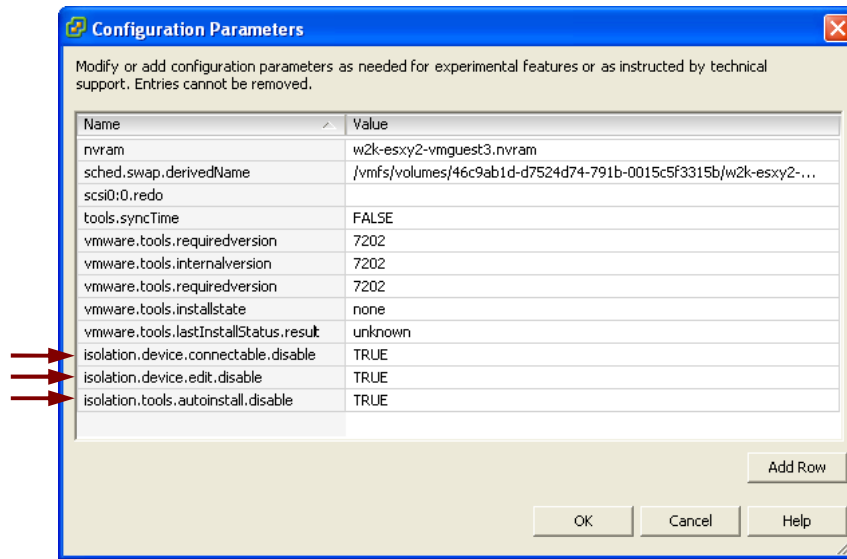 Configuration Parameters
Modify or add configuration parameters as needed for experimental features or as instructed by technical
support. Entries cannot be removed.
Name Value
nvram w2k-esxy2-vmguest3.nvram
sched.swap.derivedName /vmfs/volumes/46c9ab1d-d7524d74-791b-0015c5f3315b/w2k-esxy2-...
scsi0:0.redo
tools.syncTime FALSE
vmware.tools.requiredversion 7202
vmware.tools.internalversion 7202
vmware.tools.requiredversion 7202
vmware.tools.installstate none
vmware.tools.lastInstallStatus.result unknown
isolation.device.connectable.disable TRUE
isolation.device.edit.disable TRUE
isolation.tools.autoinstall.disable TRUE
Add Row
OK Cancel Help